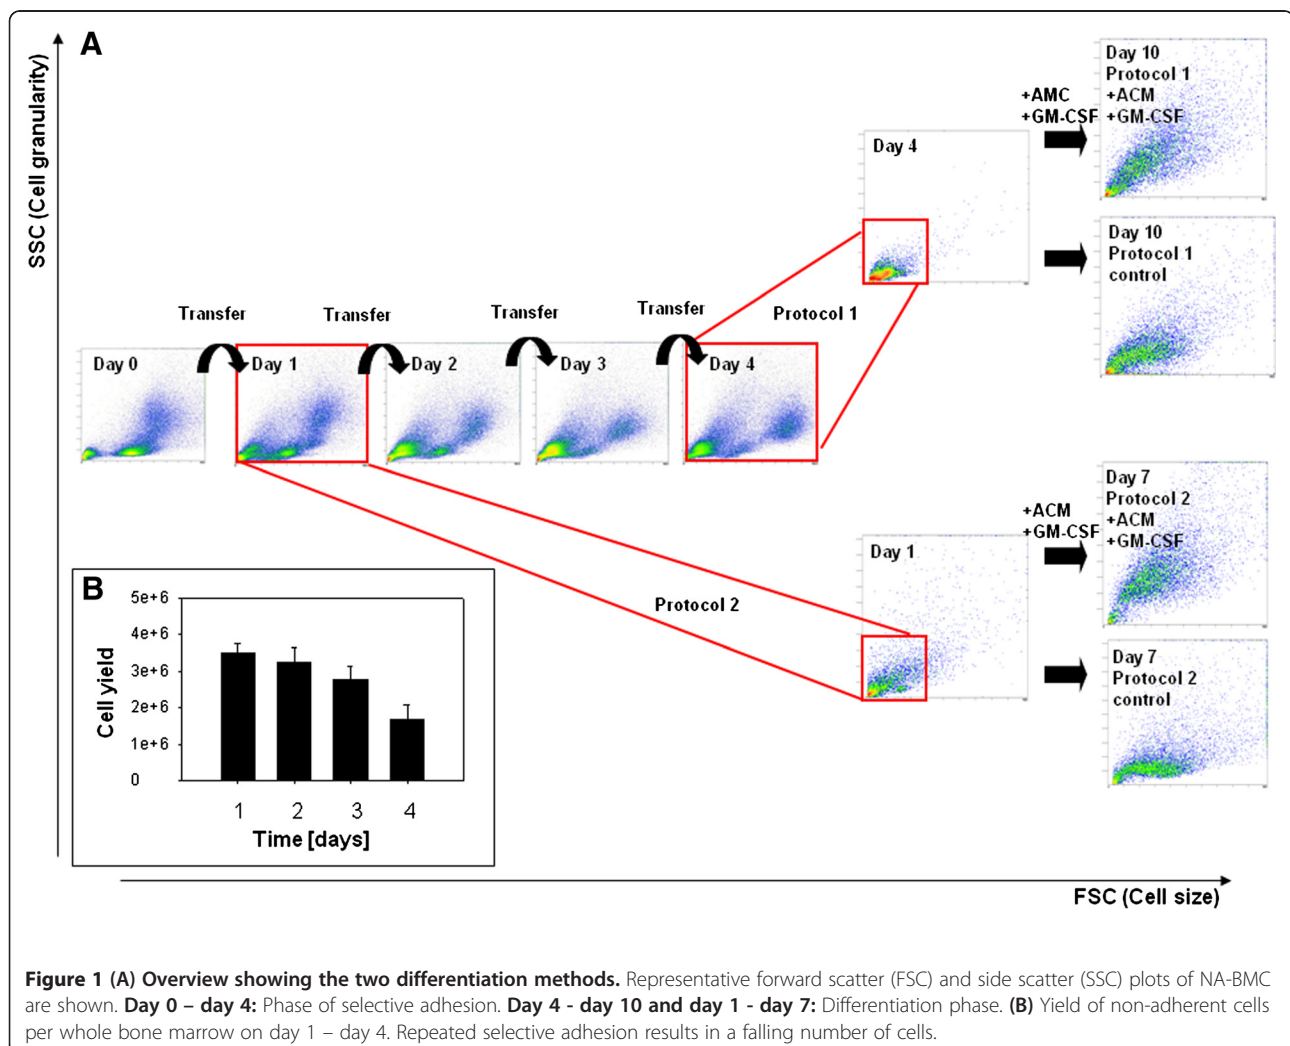 A
SSC (Cell granularity)
Day 0
Transfer
Day 1
Transfer
Day 2
Transfer
Day 3
Transfer
Day 4
Protocol 1
Day 4
+AMC
+GM-CSF
Day 10
Protocol 1
+ACM
+GM-CSF
Day 10
Protocol 1
control
Protocol 2
Day 1
+ACM
+GM-CSF
Day 7
Protocol 2
+ACM
+GM-CSF
Day 7
Protocol 2
control
B
Cell yield
5e+6
4e+6
3e+6
2e+6
1e+6
0
1 2 3 4
Time [days]
FSC (Cell size)
Figure 1 (A) Overview showing the two differentiation methods. Representative forward scatter (FSC) and side scatter (SSC) plots of NA-BMC
are shown. Day 0 – day 4: Phase of selective adhesion. Day 4 - day 10 and day 1 - day 7: Differentiation phase. (B) Yield of non-adherent cells
per whole bone marrow on day 1 – day 4. Repeated selective adhesion results in a falling number of cells.